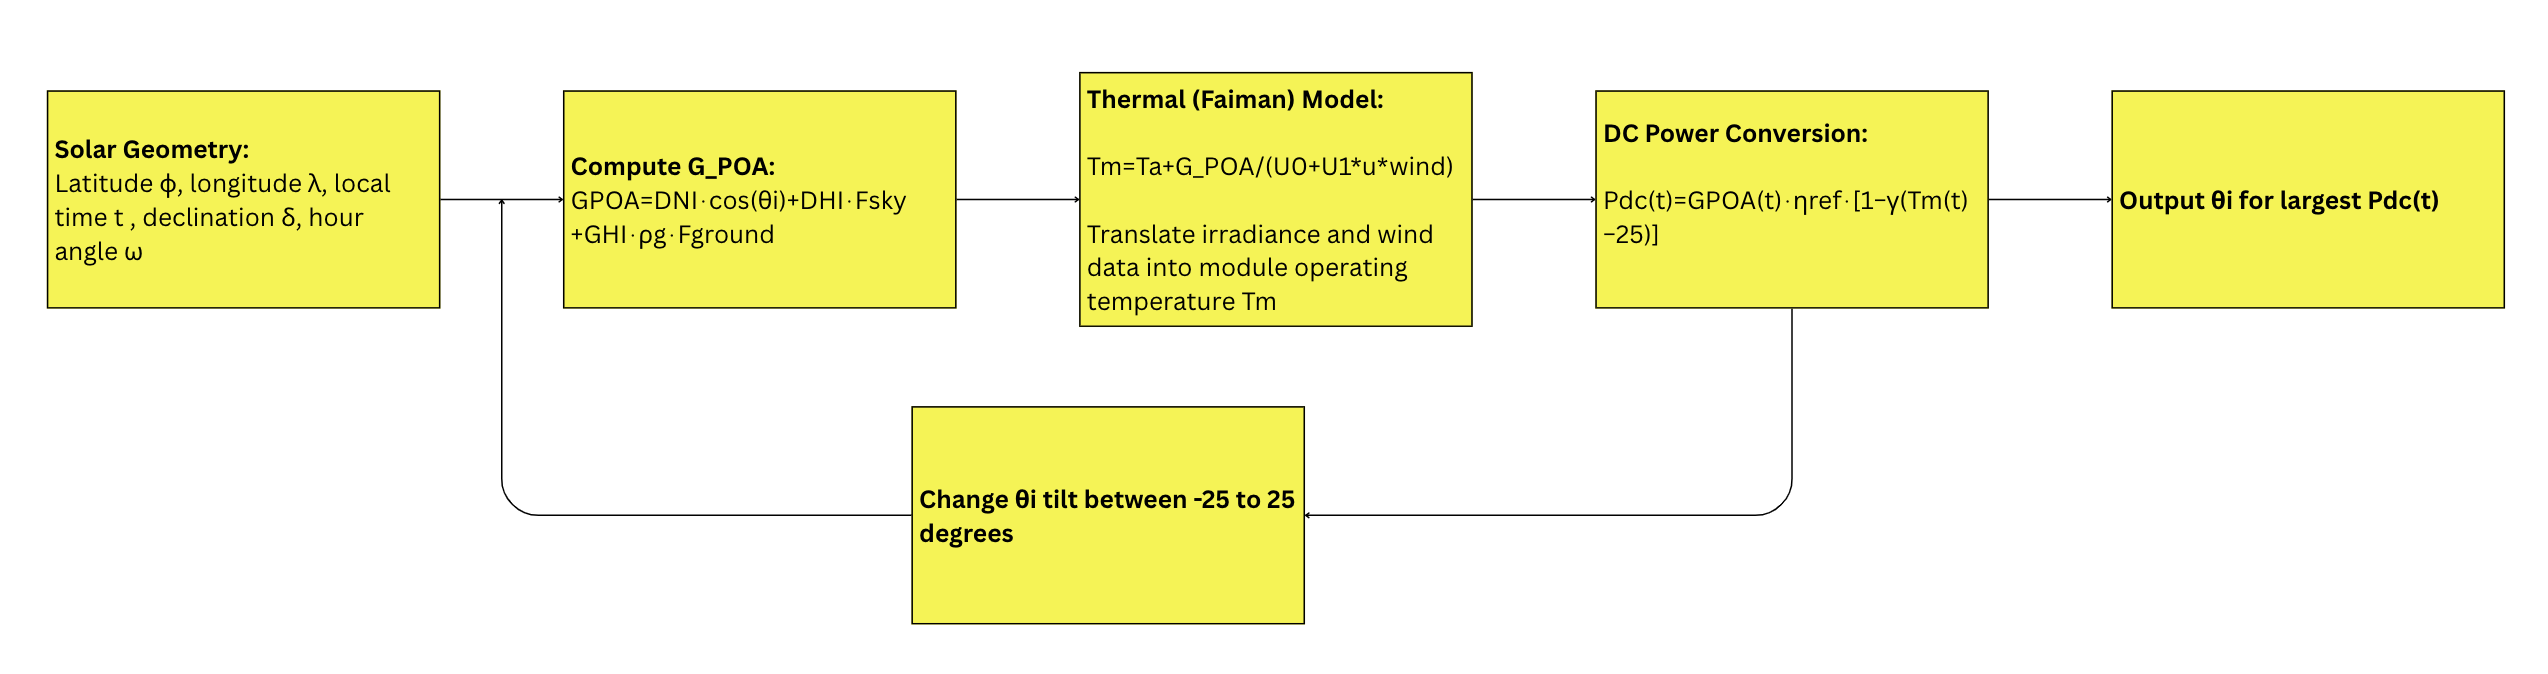 Solar Geometry:
Latitude ϕ, longitude λ, local
time t , declination δ, hour
angle ω
Compute G_POA:
GPOA=DNI⋅cos(θi)+DHI⋅Fsky
+GHI⋅ρg⋅Fground
Thermal (Faiman) Model:
Tm=Ta+G_POA/(U0+U1*u*wind)
Translate irradiance and wind
data into module operating
temperature Tm
DC Power Conversion:
Pdc(t)=GPOA(t)⋅ηref⋅[1−γ(Tm(t)
−25)]
Output θi for largest Pdc(t)
Change θi tilt between -25 to 25
degrees